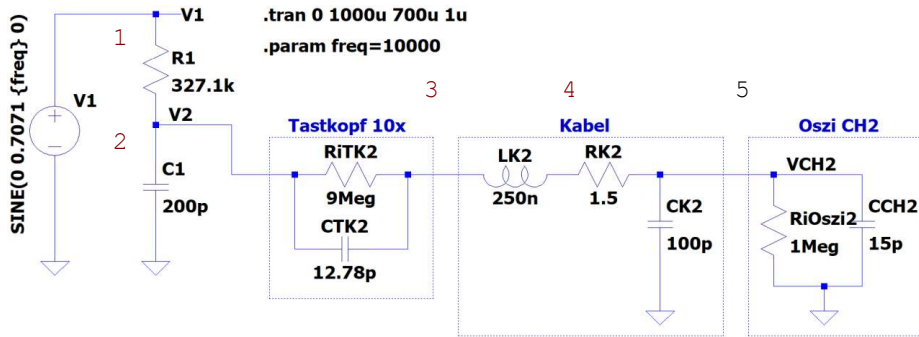 V1
.tran 0 1000u 700u 1u
.param freq=10000
1
R1
327.1k
3
4
5
SINE(0 0.7071 {freq} 0)
V1
V2
2
Tastkopf 10x
Kabel
Oszi CH2
RiTK2
9Meg
CTK2
12.78p
C1
200p
LK2
250n
RK2
1.5
CK2
100p
VCH2
RiOszi2
1Meg
CCH2
15p